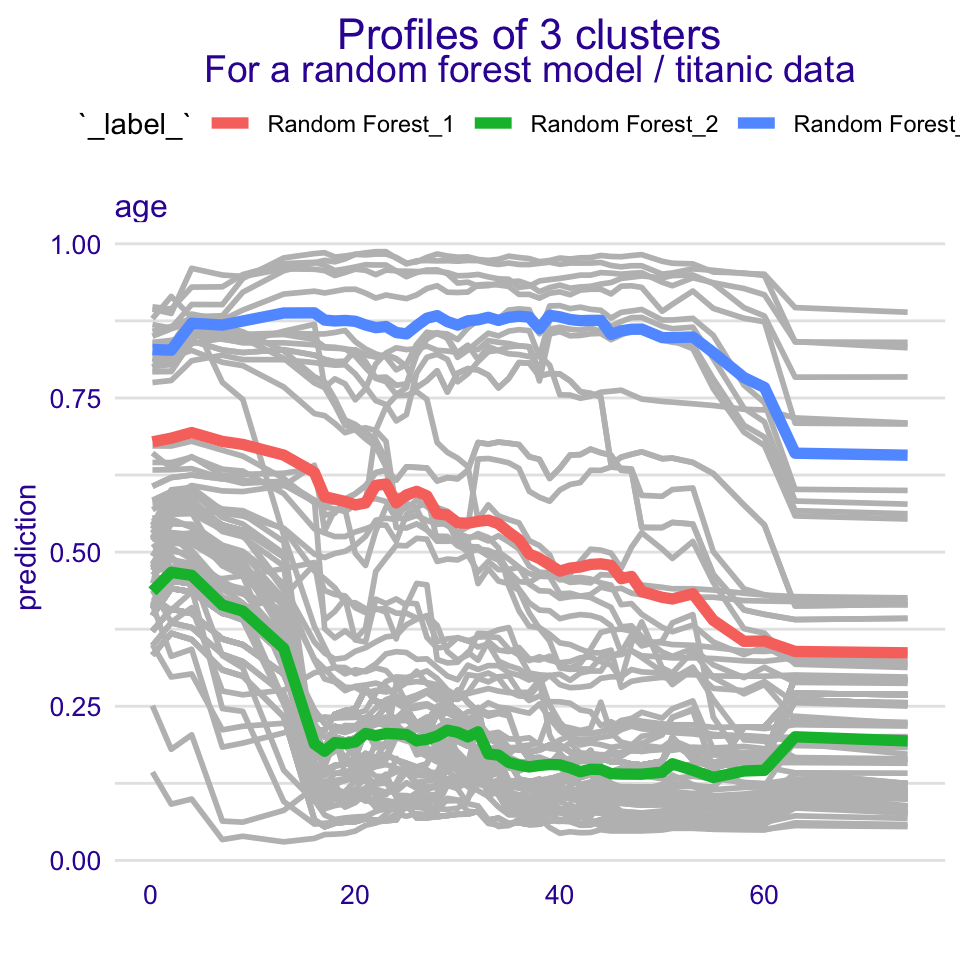 Profiles of 3 clusters
For a random forest model / titanic data
`_label_` Random Forest_1 Random Forest_2 Random Forest_
age
1.00
0.75
0.50
0.25
0.00
prediction
0 20 40 60